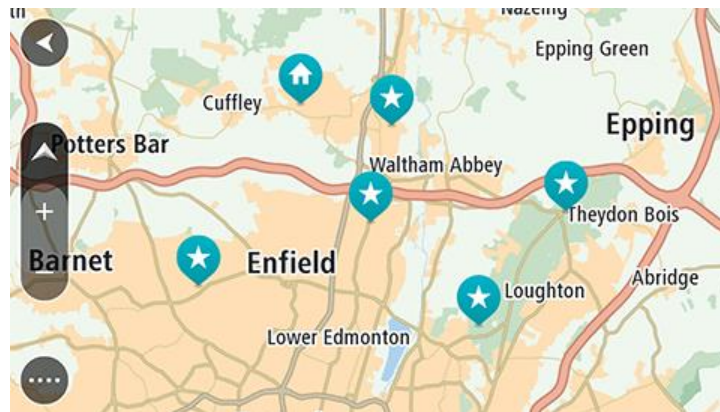 Nazeing
Epping Green
Cuffley
Epping
Potters Bar
Waltham Abbey
Theydon Bois
Barnet
Enfield
Loughton
Abridge
Lower Edmonton